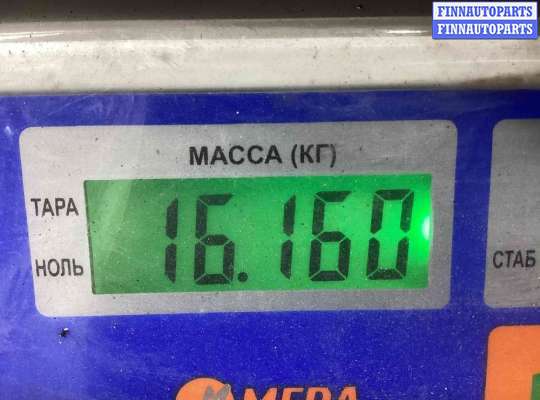 FINNAUTOPARTS
FINNAUTOPARTS
МАССА (КГ)
ТАРА
16.160
НОЛЬ
СТАБ